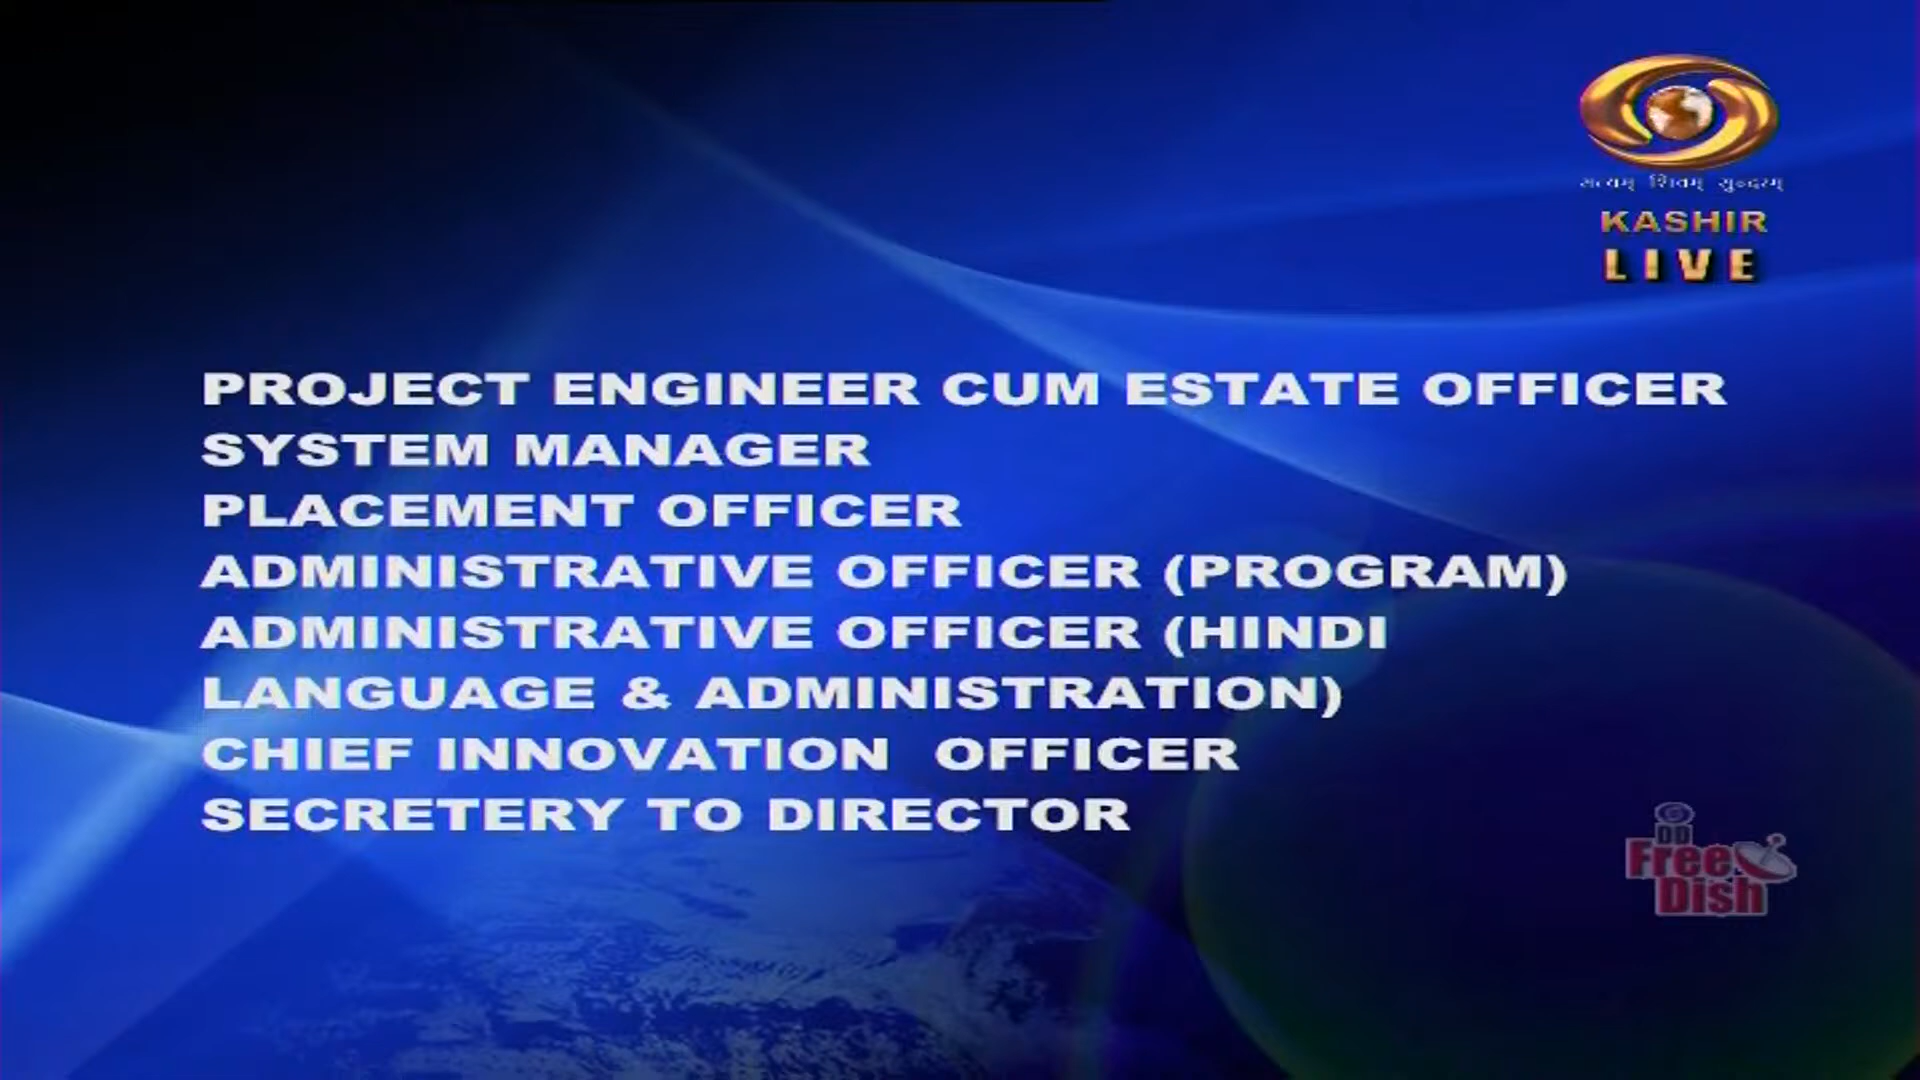 सत्यम् शिवम् सुन्दरम्
KASHIR
LIVE
PROJECT ENGINEER CUM ESTATE OFFICER
SYSTEM MANAGER
PLACEMENT OFFICER
ADMINISTRATIVE OFFICER (PROGRAM)
ADMINISTRATIVE OFFICER (HINDI
LANGUAGE & ADMINISTRATION)
CHIEF INNOVATION OFFICER
SECRETERY TO DIRECTOR
DD
Free
Dish